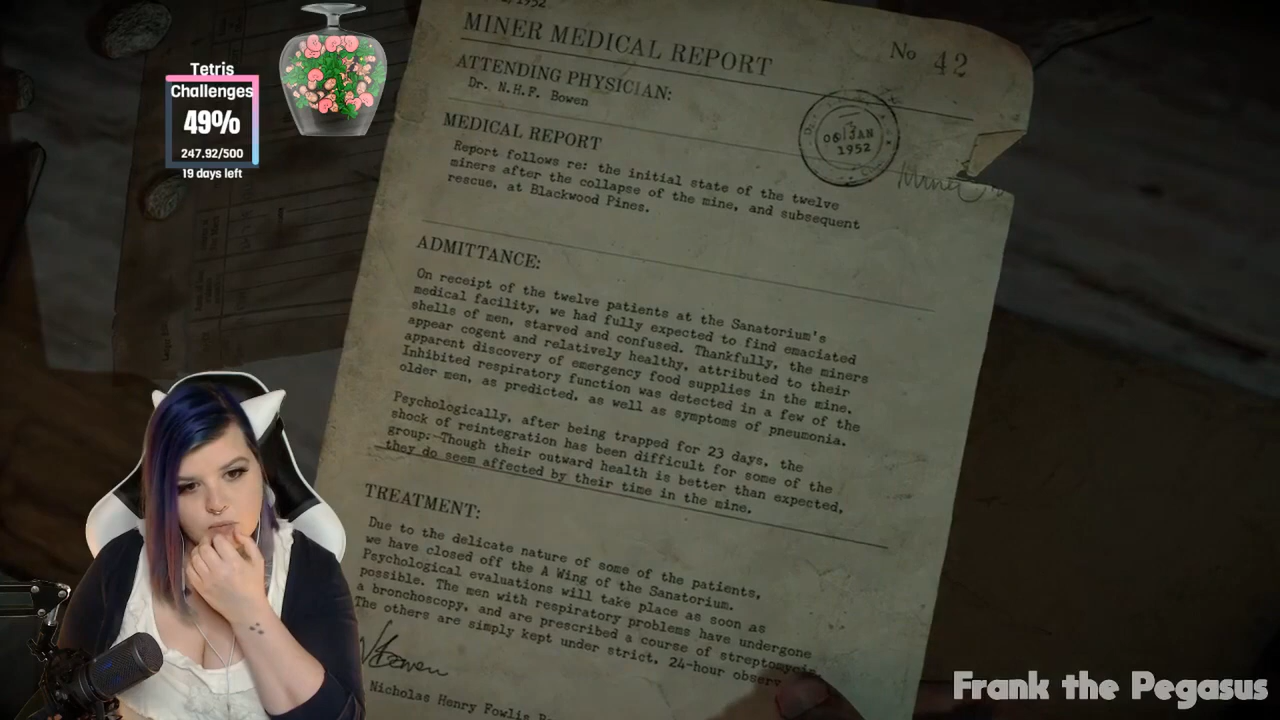 Tetris
Challenges
49%
247.92/500
19 days left
1952
MINER MEDICAL REPORT
No 42
ATTENDING PHYSICIAN:
Dr. N.H.F. Bowen
06 JAN
1952
MEDICAL REPORT
Report follows re: the initial state of the twelve
miners after the collapse of the mine, and subsequent
rescue, at Blackwood Pines.
ADMITTANCE:
On receipt of the twelve patients at the Sanatorium's
medical facility, we had fully expected to find emaciated
shells of men, starved and confused. Thankfully, the miners
appear cogent and relatively healthy, attributed to their
apparent discovery of emergency food supplies in the mine.
Inhibited respiratory function was detected in a few of the
older men, as predicted, as well as symptoms of pneumonia.
Psychologically, after being trapped for 23 days, the
shock of reintegration has been difficult for some of the
group: Though their outward health is better than expected,
they do seem affected by their time in the mine.
TREATMENT:
Due to the delicate nature of some of the patients,
we have closed off the A Wing of the Sanatorium.
Psychological evaluations will take place as soon as
possible. The men with respiratory problems have undergone
a bronchoscopy, and are prescribed a course of streptomycin.
The others are simply kept under strict, 24-hour observ
Nicholas Henry Fowlis
Frank the Pegasus